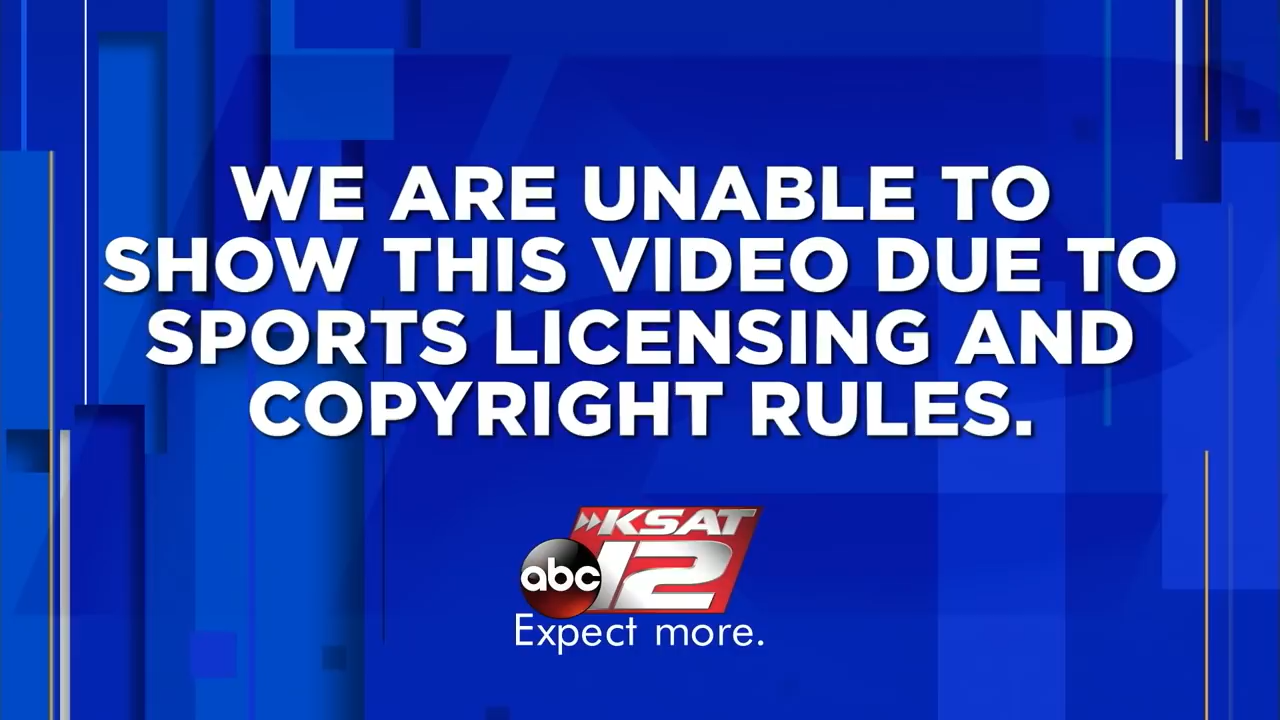 WE ARE UNABLE TO
SHOW THIS VIDEO DUE TO
SPORTS LICENSING AND
COPYRIGHT RULES.
KSAT
abc 12
Expect more.